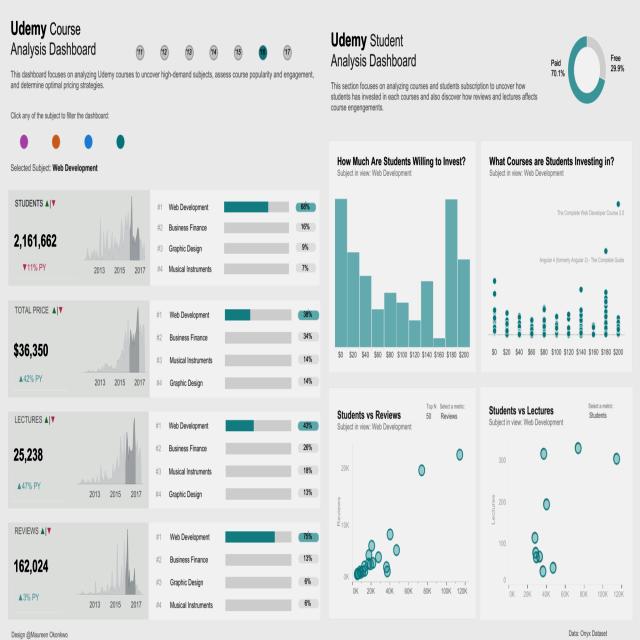 Udemy Course
Analysis Dashboard
'11
'12
'13
'14
'15
'16
'17
This dashboard focuses on analyzing Udemy courses to uncover high-demand subjects, assess course popularity and engagement,
and determine optimal pricing strategies.
Click any of the subject to filter the dashboard:
Selected Subject: Web Development
STUDENTS ▲|▼
2,161,662
▼11% PY
2013 2015 2017
#1 Web Development 68%
#2 Business Finance 16%
#3 Graphic Design 9%
#4 Musical Instruments 7%
TOTAL PRICE ▲|▼
$36,350
▲42% PY
2013 2015 2017
#1 Web Development 38%
#2 Business Finance 34%
#3 Musical Instruments 14%
#4 Graphic Design 14%
LECTURES ▲|▼
25,238
▲47% PY
2013 2015 2017
#1 Web Development 43%
#2 Business Finance 26%
#3 Musical Instruments 18%
#4 Graphic Design 13%
REVIEWS ▲|▼
162,024
▲3% PY
2013 2015 2017
#1 Web Development 75%
#2 Business Finance 13%
#3 Graphic Design 6%
#4 Musical Instruments 6%
Design @Maureen Okonkwo
Udemy Student
Analysis Dashboard
This section focuses on analyzing courses and students subscription to uncover how
students has invested in each courses and also discover how reviews and lectures affects
course engengements.
Paid
70.1%
Free
29.9%
How Much Are Students Willing to Invest?
Subject in view: Web Development
$0 $20 $40 $60 $80 $100 $120 $140 $160 $180 $200
What Courses are Students Investing in?
Subject in view: Web Development
The Complete Web Developer Course 2.0
Angular 4 (formerly Angular 2) - The Complete Guide
$0 $20 $40 $60 $80 $100 $120 $140 $160 $180 $200
Students vs Reviews
Subject in view: Web Development
Top N: Select a metric:
50 Reviews
Reviews
20K
10K
0K
0K 20K 40K 60K 80K 100K 120K
Students vs Lectures
Subject in view: Web Development
Select a metric:
Students
Lectures
300
200
100
0
0K 20K 40K 60K 80K 100K 120K
Data: Onyx Dataset